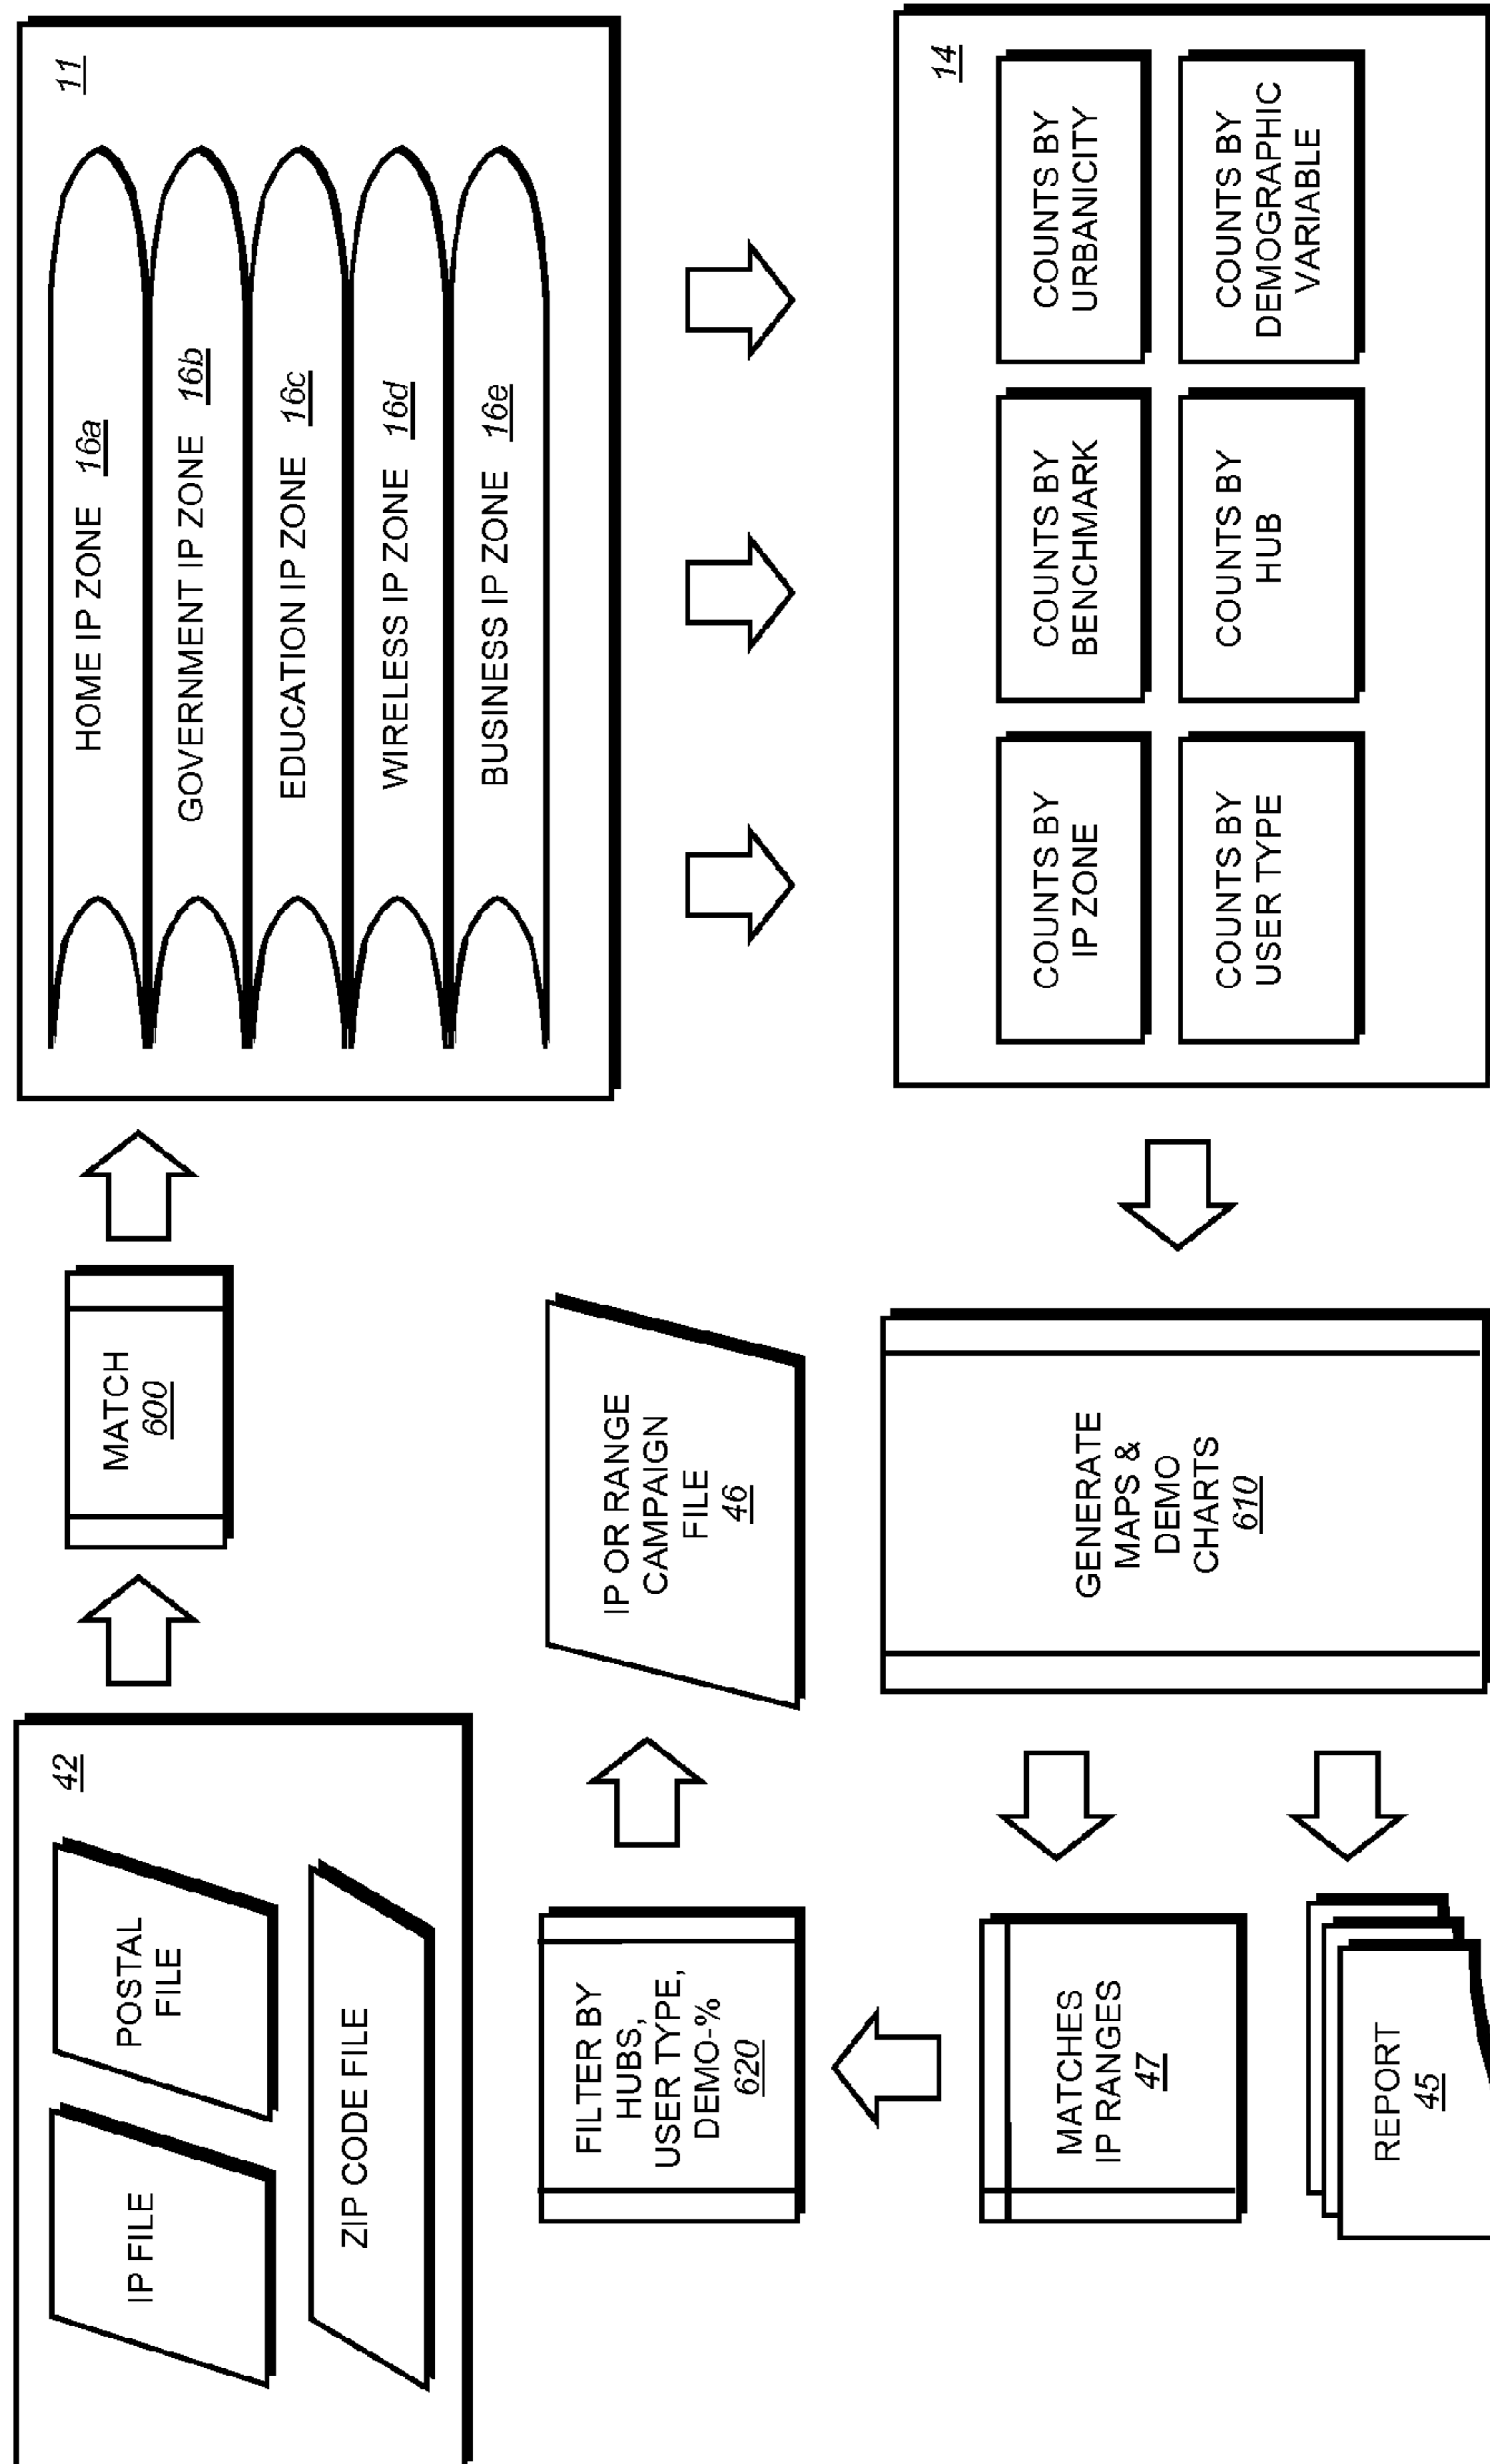 42
IP FILE
POSTAL
FILE
ZIP CODE FILE
MATCH
600
11
HOME IP ZONE 16a
GOVERNMENT IP ZONE 16b
EDUCATION IP ZONE 16c
WIRELESS IP ZONE 16d
BUSINESS IP ZONE 16e
FILTER BY
HUBS,
USER TYPE,
DEMO-%
620
IP OR RANGE
CAMPAIGN
FILE
46
MATCHES
IP RANGES
47
REPORT
45
GENERATE
MAPS &
DEMO
CHARTS
610
14
COUNTS BY
IP ZONE
COUNTS BY
BENCHMARK
COUNTS BY
URBANICITY
COUNTS BY
USER TYPE
COUNTS BY
HUB
COUNTS BY
DEMOGRAPHIC
VARIABLE